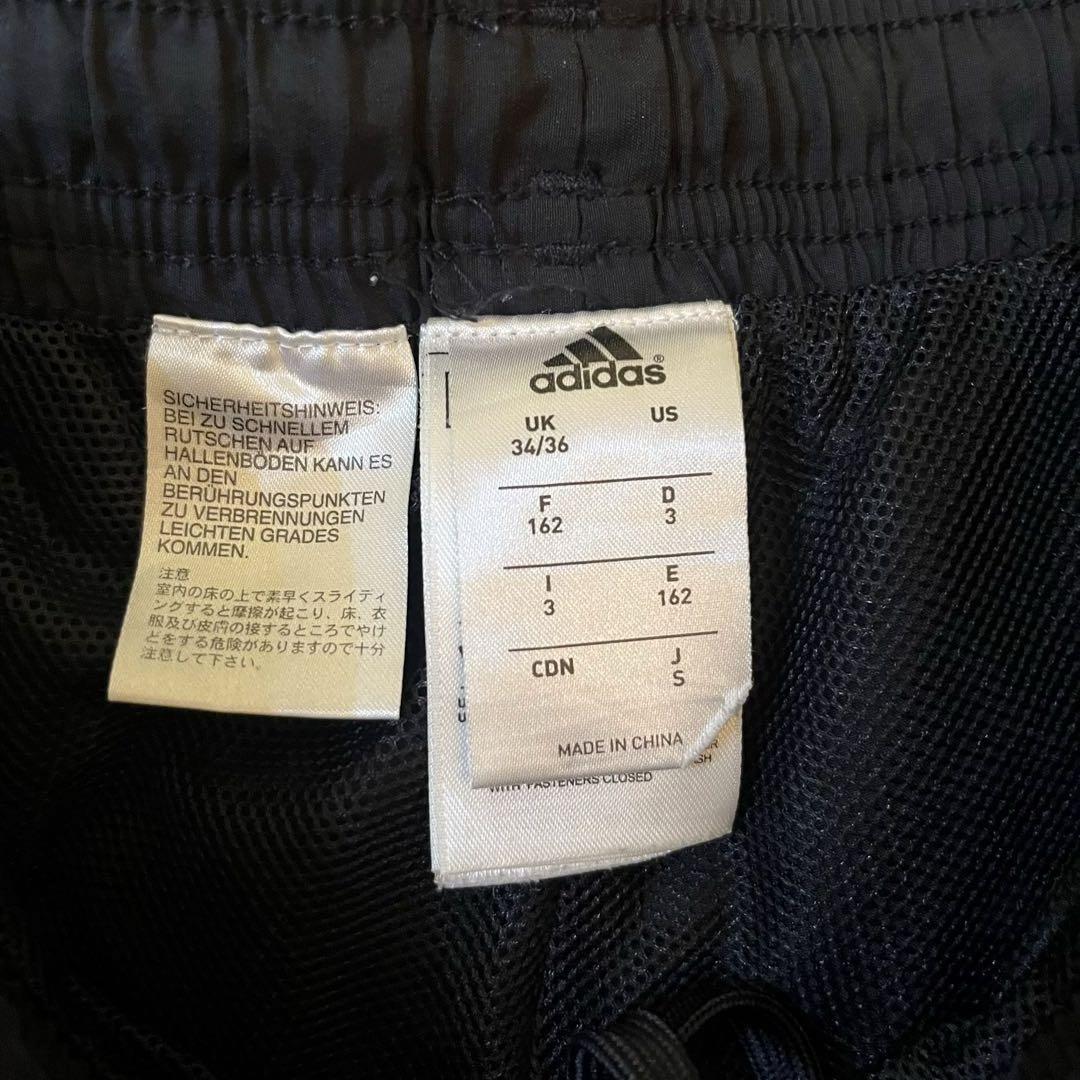 SICHERHEITSHINWEIS:
BEI ZU SCHNELLEM
RUTSCHEN AUF
HALLENBÖDEN KANN ES
AN DEN
BERÜHRUNGSPUNKTEN
ZU VERBRENNUNGEN
LEICHTEN GRADES
KOMMEN.
注意
室内の床の上で素早くスライディ
ングすると摩擦が起こり、床、衣
服及び皮膚の接するところでやけ
どをする危険がありますので十分
注意して下さい。
adidas®
UK US
34/36
F D
162 3
I E
3 162
CDN J
S
MADE IN CHINA
WITH FASTENERS CLOSED